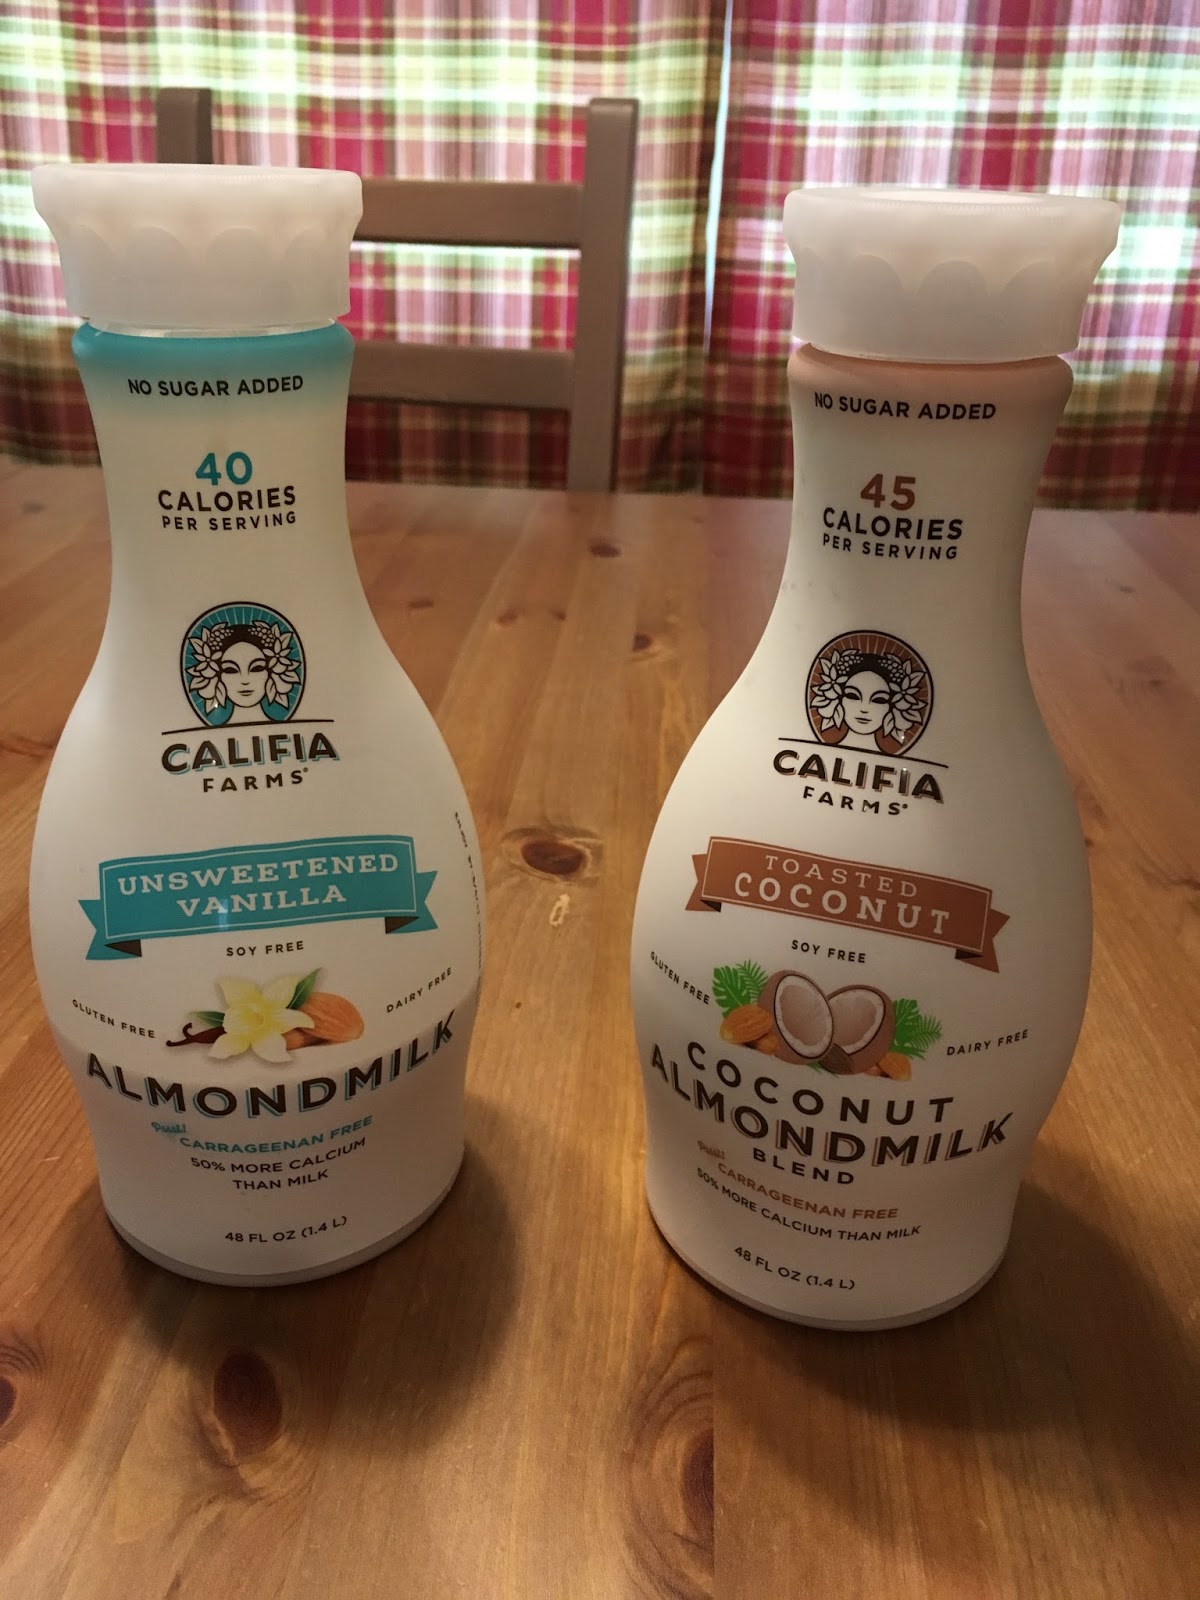 NO SUGAR ADDED
40
CALORIES
PER SERVING
CALIFIA
FARMS®
UNSWEETENED
VANILLA
SOY FREE
GLUTEN FREE
DAIRY FREE
ALMONDMILK
Psst!
CARRAGEENAN FREE
50% MORE CALCIUM
THAN MILK
48 FL OZ (1.4 L)
NO SUGAR ADDED
45
CALORIES
PER SERVING
CALIFIA
FARMS®
TOASTED
COCONUT
SOY FREE
GLUTEN FREE
DAIRY FREE
COCONUT
ALMONDMILK
BLEND
Psst!
CARRAGEENAN FREE
50% MORE CALCIUM THAN MILK
48 FL OZ (1.4 L)